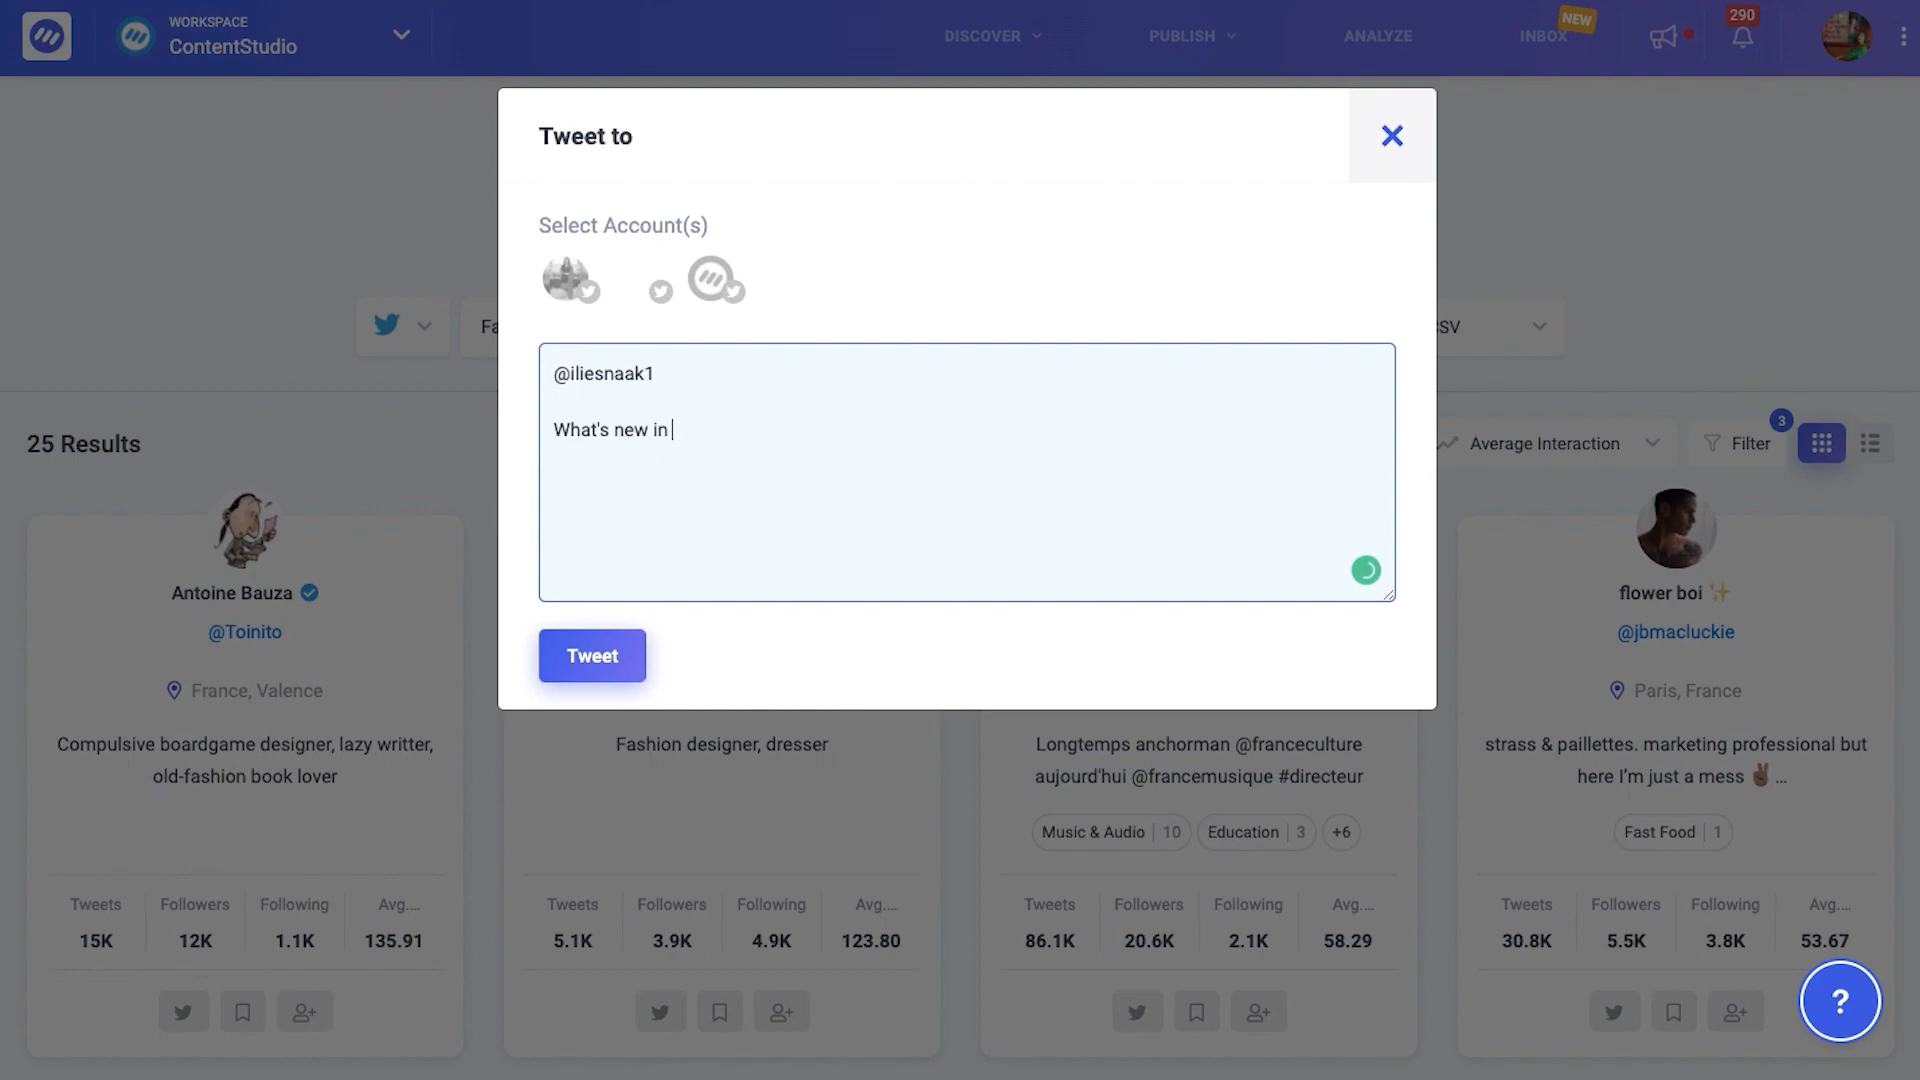 WORKSPACE
ContentStudio
DISCOVER
PUBLISH
ANALYZE
INBOX
NEW
290
Tweet to
Select Account(s)
@iliesnaak1
What's new in
Tweet
25 Results
Average Interaction
Filter
3
Antoine Bauza
@Toinito
France, Valence
Compulsive boardgame designer, lazy writter,
old-fashion book lover
Tweets Followers Following Avg....
15K 12K 1.1K 135.91
Fashion designer, dresser
Tweets Followers Following Avg....
5.1K 3.9K 4.9K 123.80
Longtemps anchorman @franceculture
aujourd'hui @francemusique #directeur
Music & Audio 10 Education 3 +6
Tweets Followers Following Avg....
86.1K 20.6K 2.1K 58.29
flower boi ✨
@jbmacluckie
Paris, France
strass & paillettes. marketing professional but
here I'm just a mess ✌🏾 ...
Fast Food 1
Tweets Followers Following Avg....
30.8K 5.5K 3.8K 53.67
?